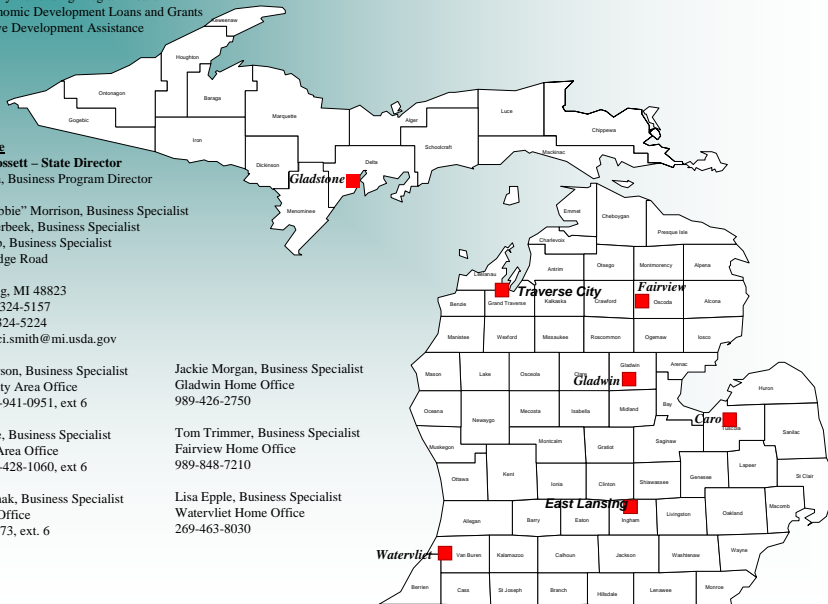 nomic Development Loans and Grants
ve Development Assistance
e
ossett – State Director
, Business Program Director
bbie” Morrison, Business Specialist
erbeek, Business Specialist
, Business Specialist
dge Road
g, MI 48823
324-5157
324-5224
ci.smith@mi.usda.gov
son, Business Specialist
ty Area Office
-941-0951, ext 6
e, Business Specialist
Area Office
-428-1060, ext 6
nak, Business Specialist
Office
73, ext. 6
Jackie Morgan, Business Specialist
Gladwin Home Office
989-426-2750
Tom Trimmer, Business Specialist
Fairview Home Office
989-848-7210
Lisa Epple, Business Specialist
Watervliet Home Office
269-463-8030
Keweenaw
Houghton
Ontonagon
Baraga
Gogebic
Marquette
Iron
Alger
Luce
Chippewa
Schoolcraft
Mackinac
Dickinson
Delta
Gladstone
Menominee
Emmet
Cheboygan
Presque Isle
Charlevoix
Leelanau
Antrim
Otsego
Montmorency
Alpena
Traverse City
Fairview
Benzie
Grand Traverse
Kalkaska
Crawford
Oscoda
Alcona
Manistee
Wexford
Missaukee
Roscommon
Ogemaw
Iosco
Mason
Lake
Osceola
Clare
Gladwin
Arenac
Gladwin
Huron
Oceana
Newaygo
Mecosta
Isabella
Midland
Bay
Caro
Tuscola
Sanilac
Muskegon
Montcalm
Gratiot
Saginaw
Ottawa
Kent
Ionia
Clinton
Shiawassee
Genesee
Lapeer
St Clair
East Lansing
Allegan
Barry
Eaton
Ingham
Livingston
Oakland
Macomb
Watervliet
Van Buren
Kalamazoo
Calhoun
Jackson
Washtenaw
Wayne
Berrien
Cass
St Joseph
Branch
Hillsdale
Lenawee
Monroe